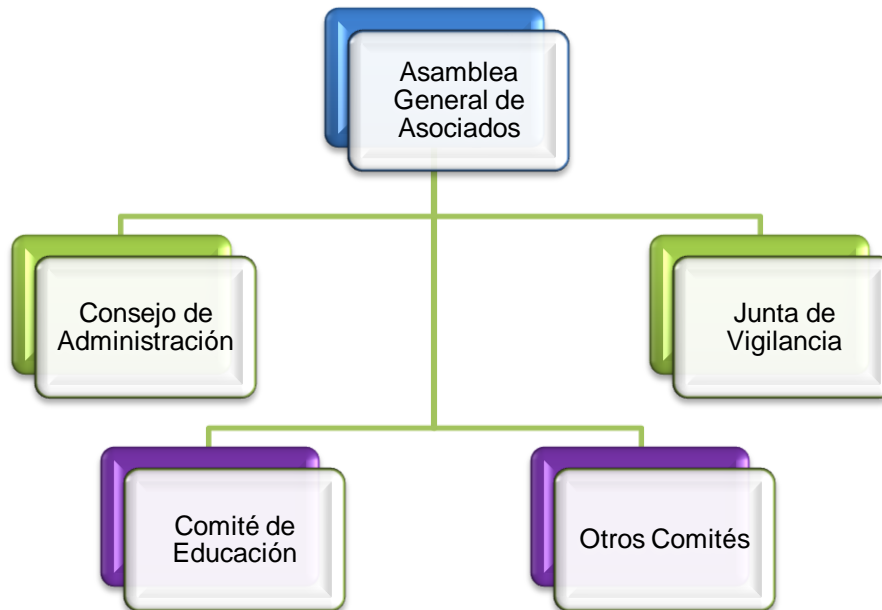 Asamblea
General de
Asociados
Consejo de
Administración
Junta de
Vigilancia
Comité de
Educación
Otros Comités